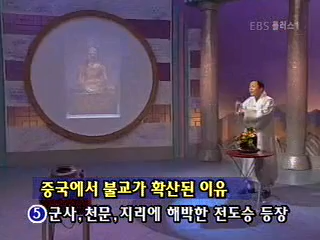 EBS 플러스1
중국에서 불교가 확산된 이유
⑤ 군사, 천문, 지리에 해박한 전도승 등장